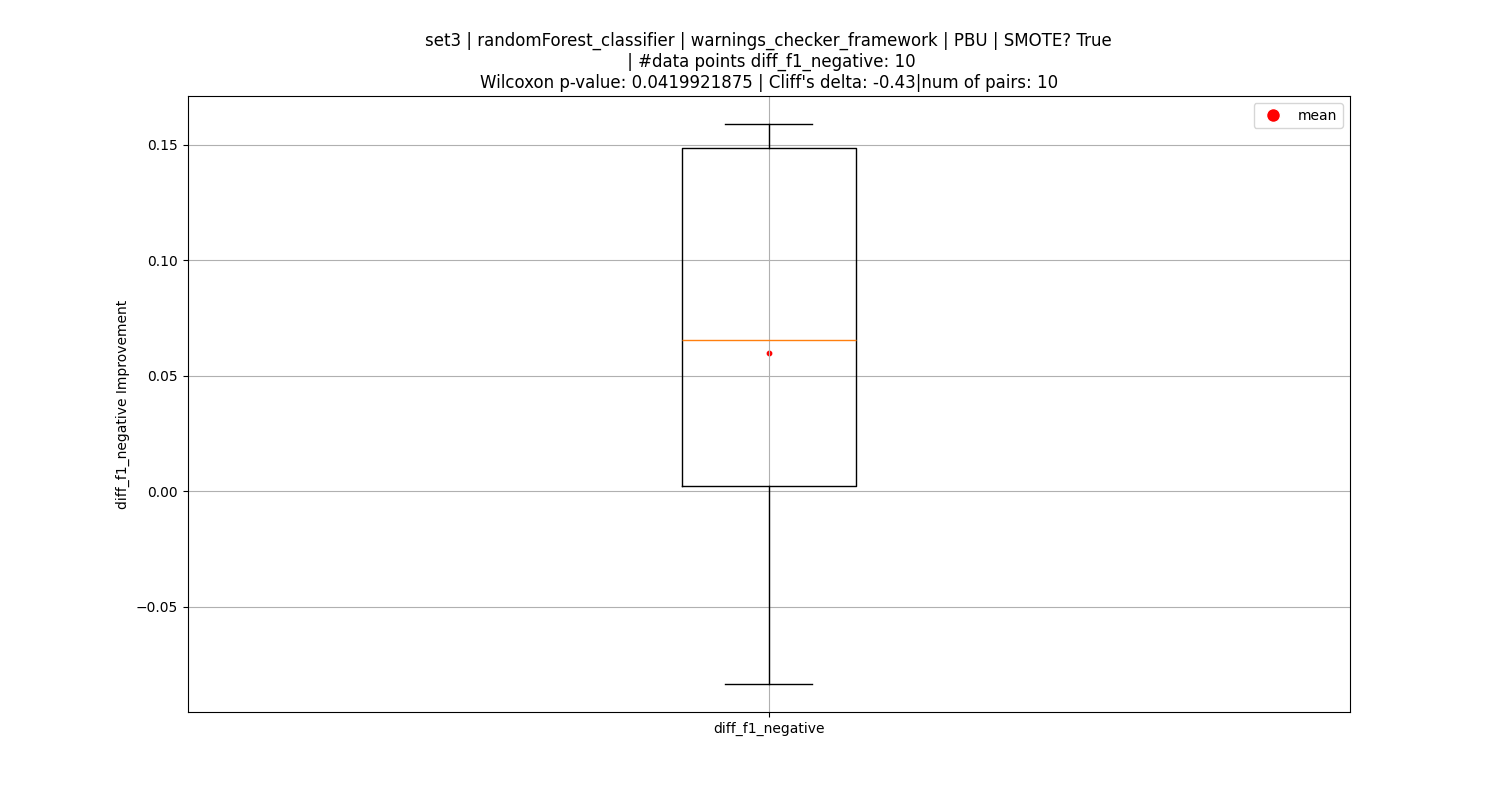 set3 | randomForest_classifier | warnings_checker_framework | PBU | SMOTE? True
| #data points diff_f1_negative: 10
Wilcoxon p-value: 0.0419921875 | Cliff's delta: -0.43|num of pairs: 10
mean
0.15
0.10
0.05
0.00
−0.05
diff_f1_negative Improvement
diff_f1_negative